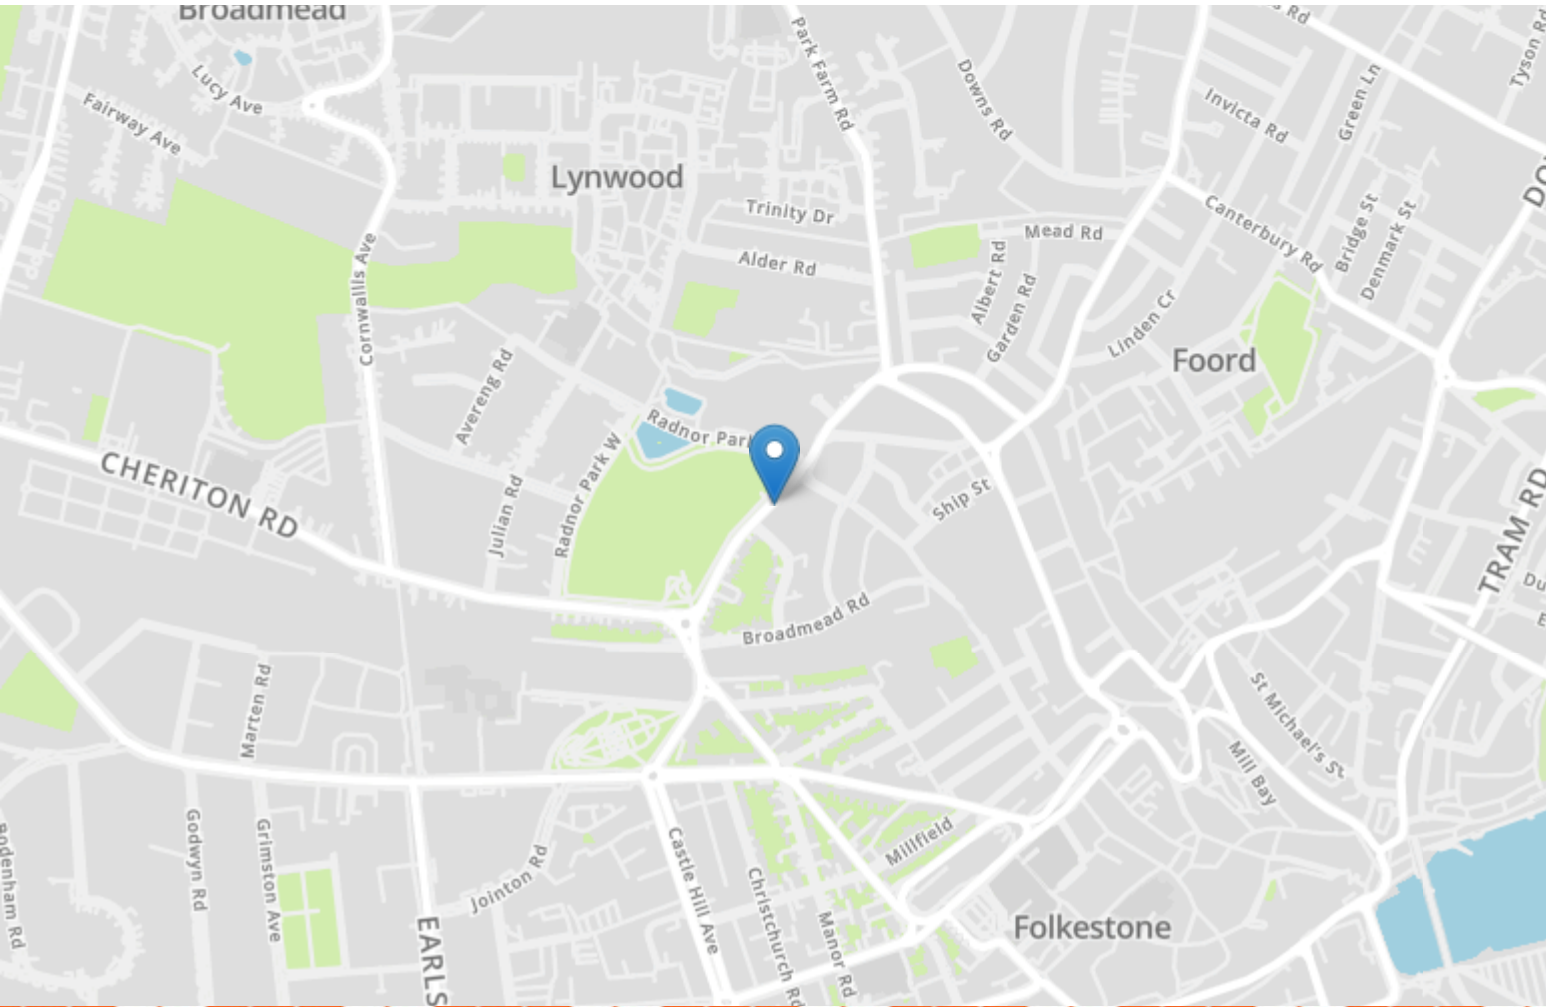 Broadmead
Lucy Ave
Fairway Ave
Park Farm Rd
Downs Rd
Invicta Rd
Green Ln
Tyson Rd
Lynwood
Trinity Dr
Alder Rd
Mead Rd
Albert Rd
Garden Rd
Linden Cr
Canterbury Rd
Bridge St
Denmark St
Cornwallis Ave
Foord
Avereng Rd
Radnor Park
Radnor Park W
Julian Rd
CHERITON RD
Ship St
TRAM RD
Broadmead Rd
Marten Rd
St Michael's St
Mill Bay
Godwyn Rd
Grimston Ave
Bodenham Rd
Jointon Rd
Castle Hill Ave
Christchurch Rd
Manor Rd
Millfield
EARLS
Folkestone